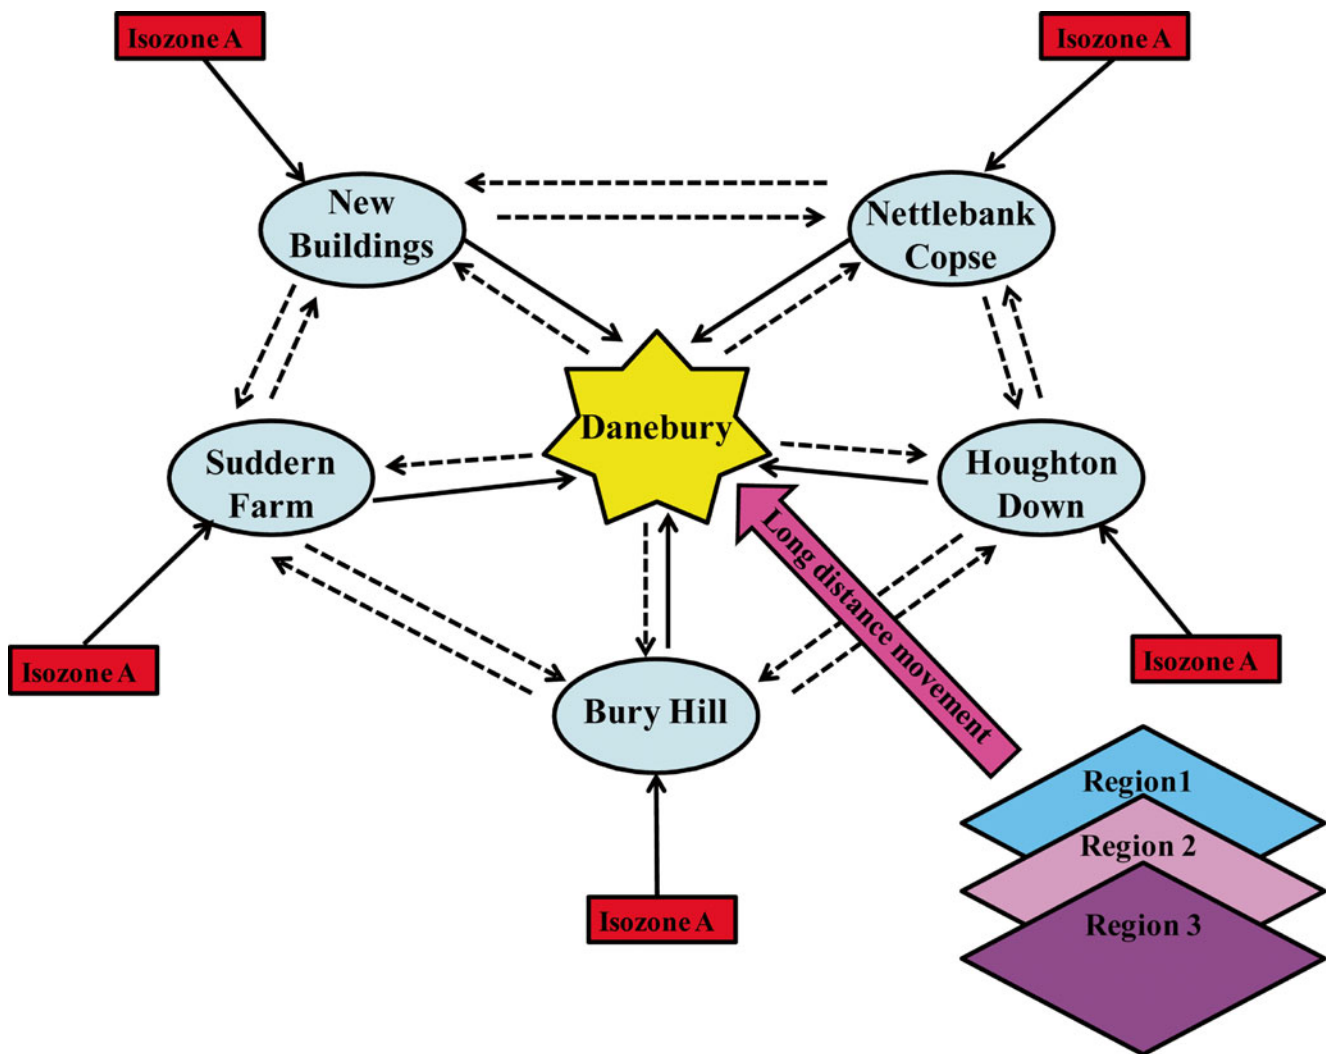 Isozone A
Isozone A
New
Buildings
Nettlebank
Copse
Danebury
Suddern
Farm
Houghton
Down
Long distance movement
Isozone A
Isozone A
Bury Hill
Region1
Region 2
Isozone A
Region 3